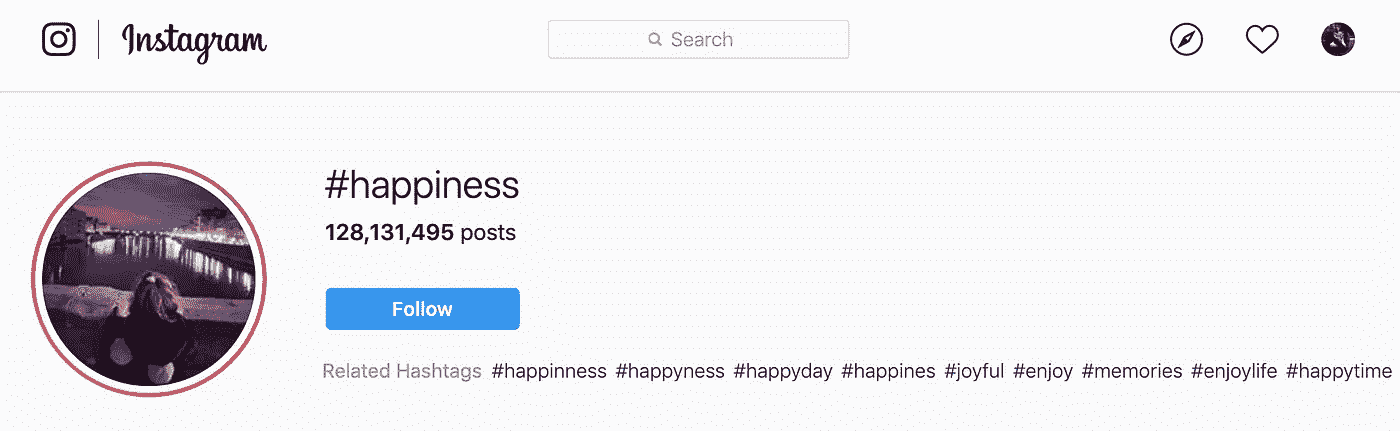 Instagram
Search
#happiness
128,131,495 posts
Follow
Related Hashtags #happinness #happyness #happyday #happines #joyful #enjoy #memories #enjoylife #happytime